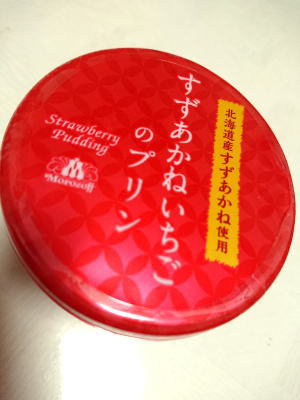 北海道産すずあかね使用
すずあかねいちご
のプリン
Strawberry
Pudding
Morozoff